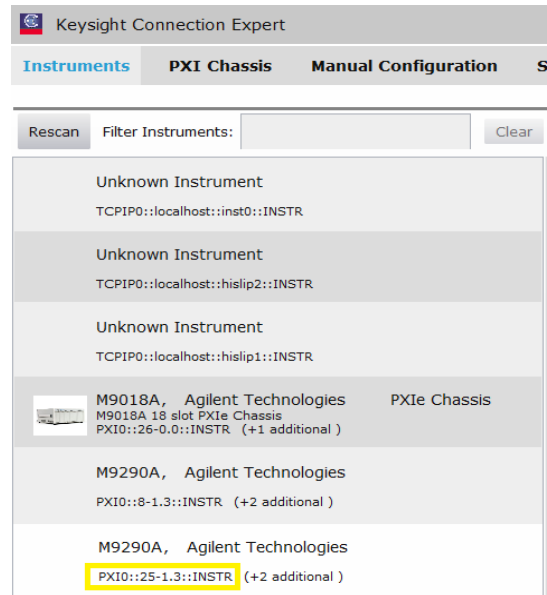 Keysight Connection Expert
Instruments PXI Chassis Manual Configuration S
Rescan Filter Instruments: Clear
Unknown Instrument
TCPIP0::localhost::inst0::INSTR
Unknown Instrument
TCPIP0::localhost::hislip2::INSTR
Unknown Instrument
TCPIP0::localhost::hislip1::INSTR
M9018A, Agilent Technologies PXIe Chassis
M9018A 18 slot PXIe Chassis
PXI0::26-0.0::INSTR (+1 additional )
M9290A, Agilent Technologies
PXI0::8-1.3::INSTR (+2 additional )
M9290A, Agilent Technologies
PXI0::25-1.3::INSTR (+2 additional )